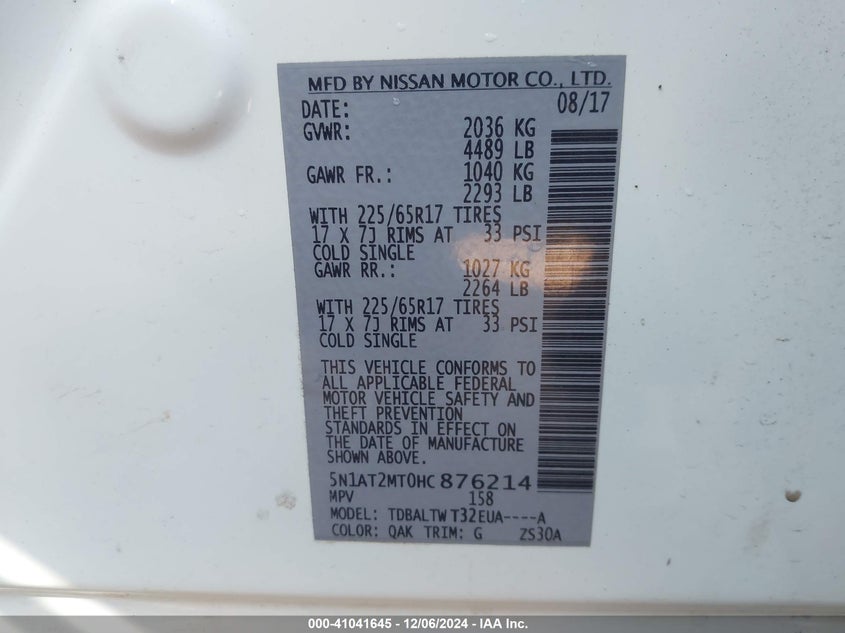 MFD BY NISSAN MOTOR CO., LTD.
DATE: 08/17
GVWR: 2036 KG
4489 LB
GAWR FR.: 1040 KG
2293 LB
WITH 225/65R17 TIRES
17 X 7J RIMS AT 33 PSI
COLD SINGLE
GAWR RR.: 1027 KG
2264 LB
WITH 225/65R17 TIRES
17 X 7J RIMS AT 33 PSI
COLD SINGLE
THIS VEHICLE CONFORMS TO
ALL APPLICABLE FEDERAL
MOTOR VEHICLE SAFETY AND
THEFT PREVENTION
STANDARDS IN EFFECT ON
THE DATE OF MANUFACTURE
SHOWN ABOVE.
5N1AT2MT0HC876214
MPV 158
MODEL: TDBALTW T32EUA----A
COLOR: QAK TRIM: G ZS30A
000-41041645 - 12/06/2024 - IAA Inc.